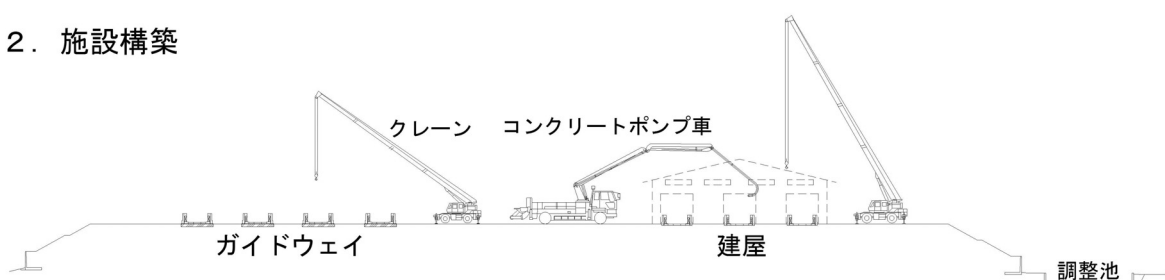 ２．施設構築
クレーン
コンクリートポンプ車
ガイドウェイ
建屋
調整池